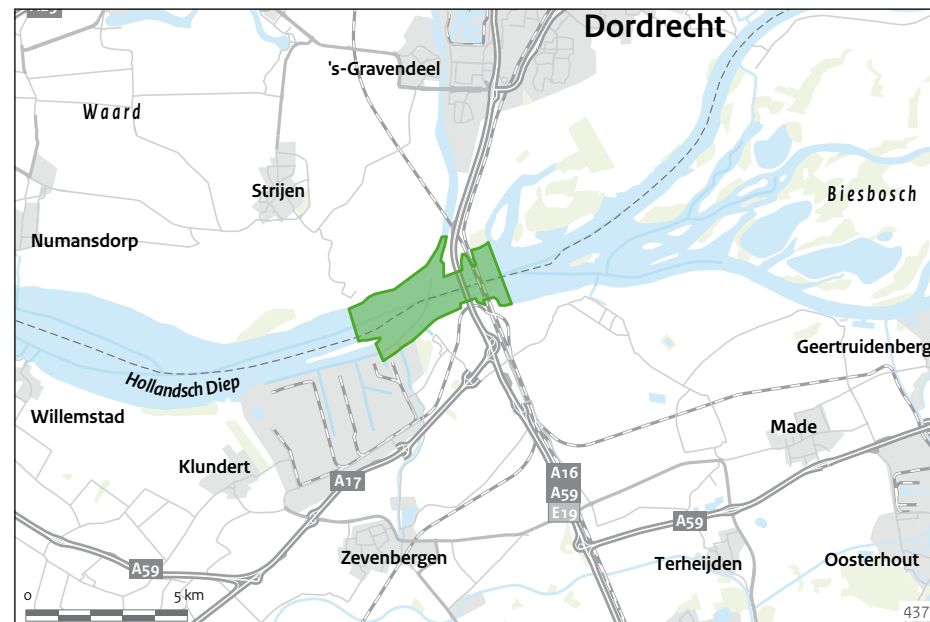 Dordrecht
's-Gravendeel
Waard
Strijen
Biesbosch
Numansdorp
Geertruidenberg
Hollandsch Diep
Willemstad
Made
Klundert
A17
A16
A59
E19
A59
Zevenbergen
Terheijden
Oosterhout
A59
0 5 km
437